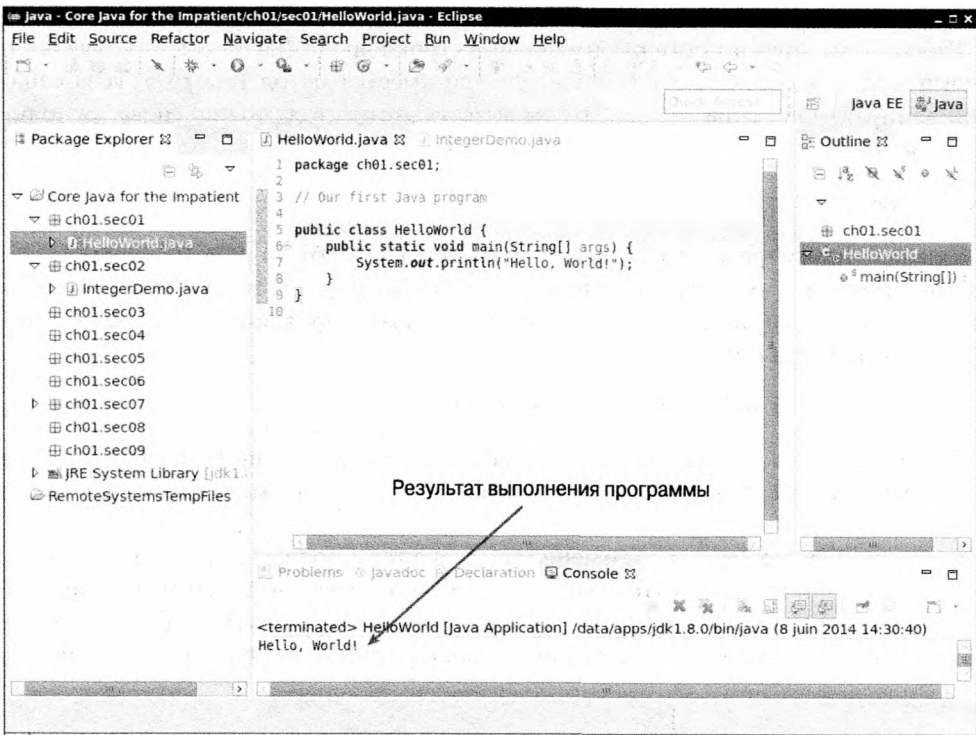 Java - Core Java for the Impatient/ch01/sec01/HelloWorld.java - Eclipse
File Edit Source Refactor Navigate Search Project Run Window Help
Quick Access
Java EE Java
Package Explorer
HelloWorld.java IntegerDemo.java
Outline
Core Java for the Impatient
ch01.sec01
HelloWorld.java
ch01.sec02
IntegerDemo.java
ch01.sec03
ch01.sec04
ch01.sec05
ch01.sec06
ch01.sec07
ch01.sec08
ch01.sec09
JRE System Library [jdk1.
RemoteSystemsTempFiles
1 package ch01.sec01;
2
3 // Our first Java program
4
5 public class HelloWorld {
6 public static void main(String[] args) {
7 System.out.println("Hello, World!");
8 }
9 }
10
ch01.sec01
HelloWorld
main(String[]) :
Результат выполнения программы
Problems Javadoc Declaration Console
<terminated> HelloWorld [Java Application] /data/apps/jdk1.8.0/bin/java (8 juin 2014 14:30:40)
Hello, World!